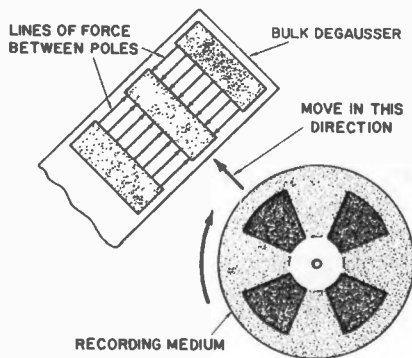 LINES OF FORCE
BETWEEN POLES
BULK DEGAUSSER
MOVE IN THIS
DIRECTION
RECORDING MEDIUM